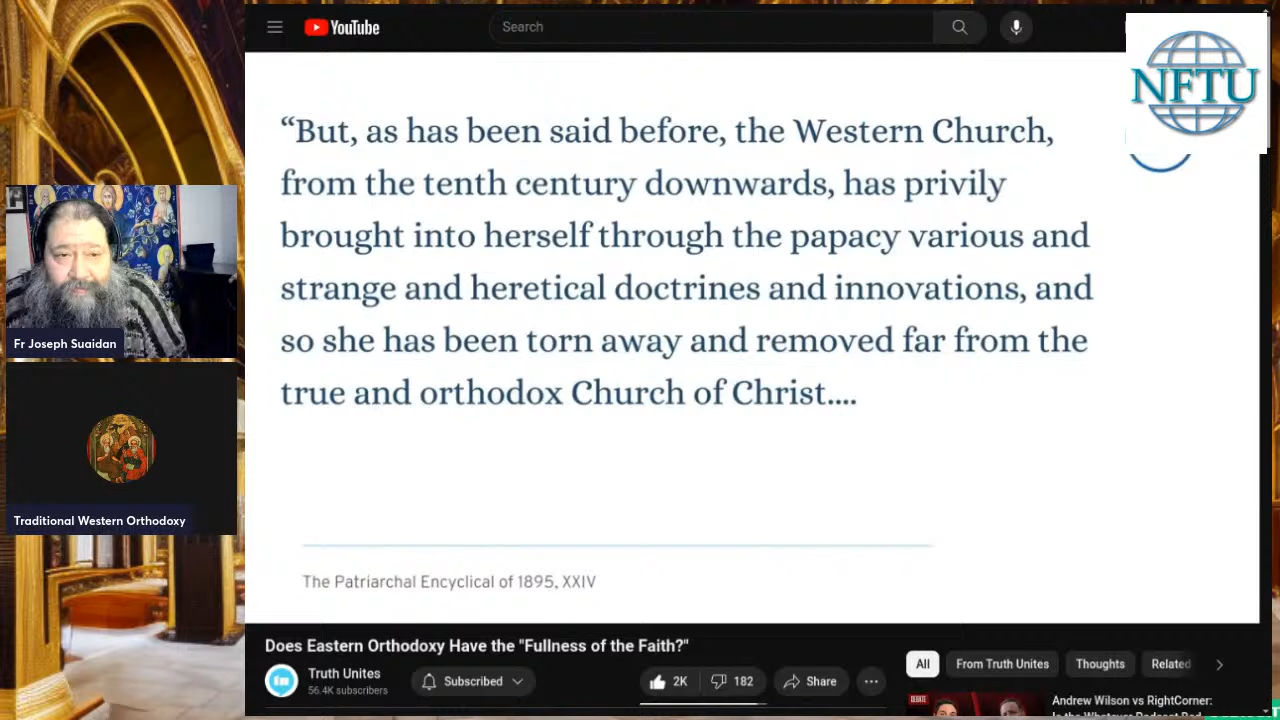 YouTube
Search
NFTU
“But, as has been said before, the Western Church,
from the tenth century downwards, has privily
brought into herself through the papacy various and
strange and heretical doctrines and innovations, and
so she has been torn away and removed far from the
true and orthodox Church of Christ....
The Patriarchal Encyclical of 1895, XXIV
Fr Joseph Suaidan
Traditional Western Orthodoxy
Does Eastern Orthodoxy Have the "Fullness of the Faith?"
Truth Unites
56.4K subscribers
Subscribed
2K
182
Share
All
From Truth Unites
Thoughts
Related
DEBATE
Andrew Wilson vs RightCorner: